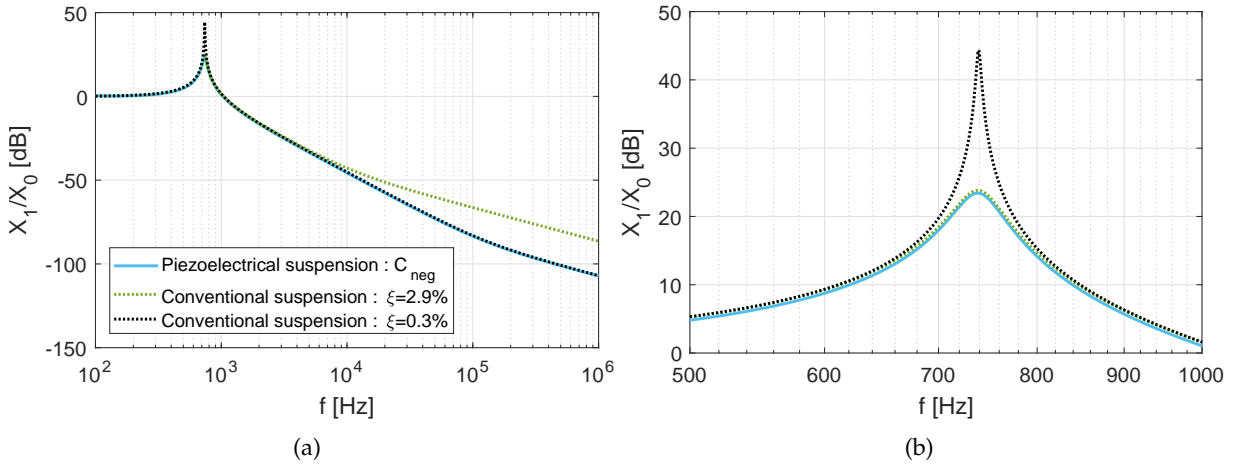 50
0
-50
-100
-150
X1/X0 [dB]
Piezoelectrical suspension : Cneg
Conventional suspension : ξ=2.9%
Conventional suspension : ξ=0.3%
10^2
10^3
10^4
10^5
10^6
f [Hz]
(a)
50
40
30
20
10
0
X1/X0 [dB]
500
600
700
800
900
1000
f [Hz]
(b)